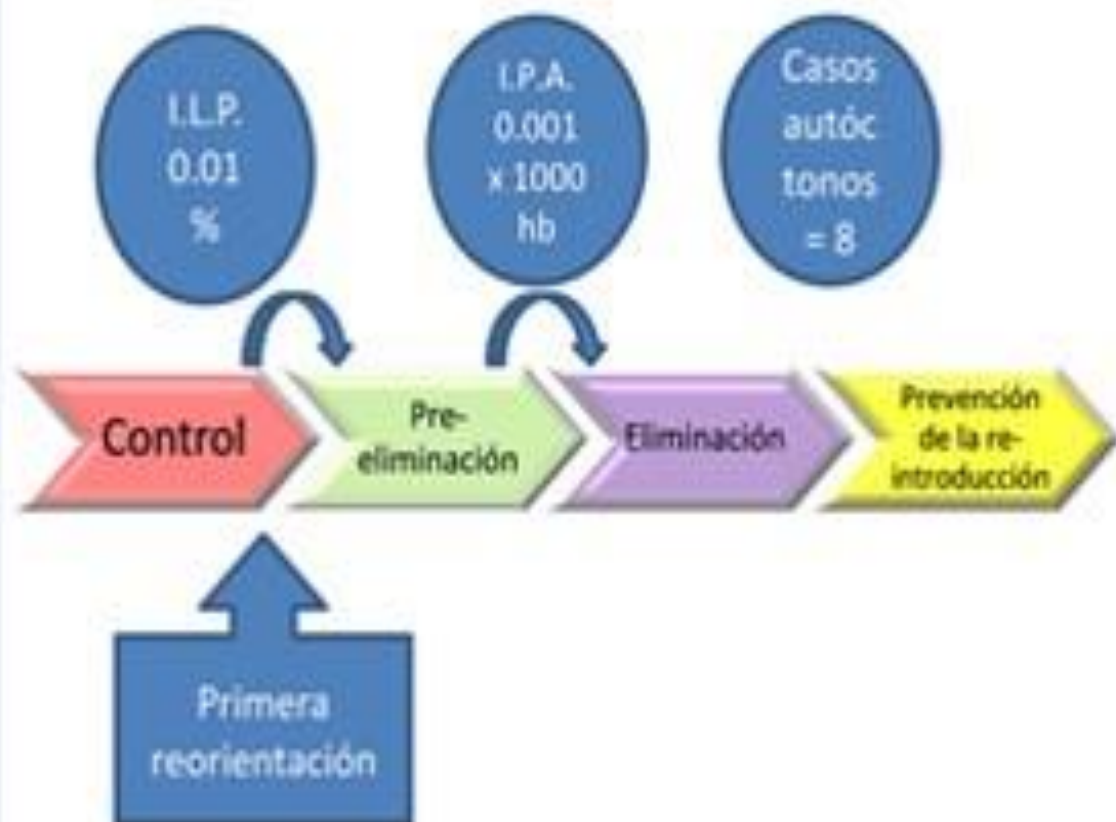 I.L.P.
0.01
%
I.P.A.
0.001
x 1000
hb
Casos
autóc
tonos
= 8
Control
Pre-
eliminación
Eliminación
Prevención
de la re-
introducción
Primera
reorientación